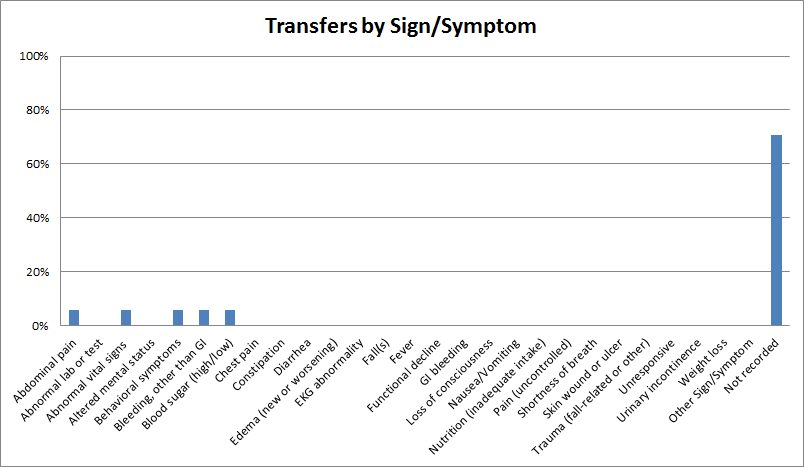 Transfers by Sign/Symptom
100%
80%
60%
40%
20%
0%
Abdominal pain
Abnormal lab or test
Abnormal vital signs
Altered mental status
Behavioral symptoms
Bleeding, other than GI
Blood sugar (high/low)
Chest pain
Constipation
Diarrhea
Edema (new or worsening)
EKG abnormality
Fall(s)
Fever
Functional decline
GI bleeding
Loss of consciousness
Nausea/Vomiting
Nutrition (inadequate intake)
Pain (uncontrolled)
Shortness of breath
Skin wound or ulcer
Trauma (fall-related or other)
Unresponsive
Urinary incontinence
Weight loss
Other Sign/Symptom
Not recorded